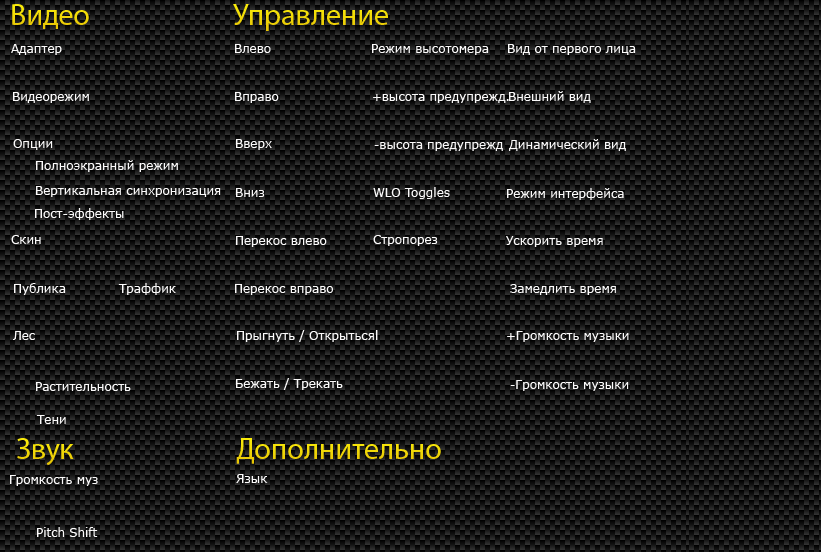 Видео
Адаптер
Видеорежим
Опции
Полноэкранный режим
Вертикальная синхронизация
Пост-эффекты
Скин
Публика Траффик
Лес
Растительность
Тени
Звук
Громкость муз
Pitch Shift
Управление
Влево Режим высотомера Вид от первого лица
Вправо +высота предупрежд. Внешний вид
Вверх -высота предупрежд Динамический вид
Вниз WLO Toggles Режим интерфейса
Перекос влево Стропорез Ускорить время
Перекос вправо Замедлить время
Прыгнуть / Открытьсяl +Громкость музыки
Бежать / Трекать -Громкость музыки
Дополнительно
Язык